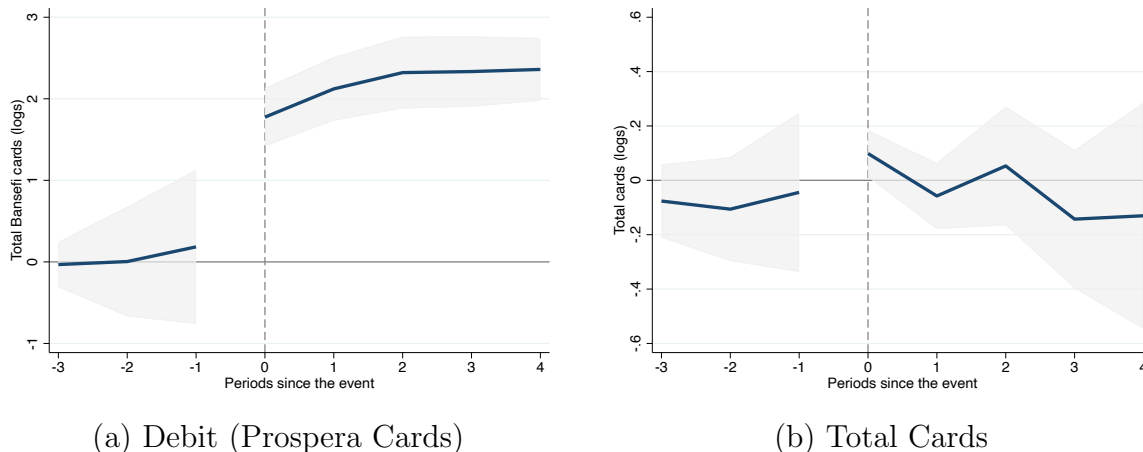 3
2
1
0
-1
Total Bansefi cards (logs)
-3 -2 -1 0 1 2 3 4
Periods since the event
(a) Debit (Prospera Cards)
.6
.4
.2
0
-.2
-.4
-.6
Total cards (logs)
-3 -2 -1 0 1 2 3 4
Periods since the event
(b) Total Cards